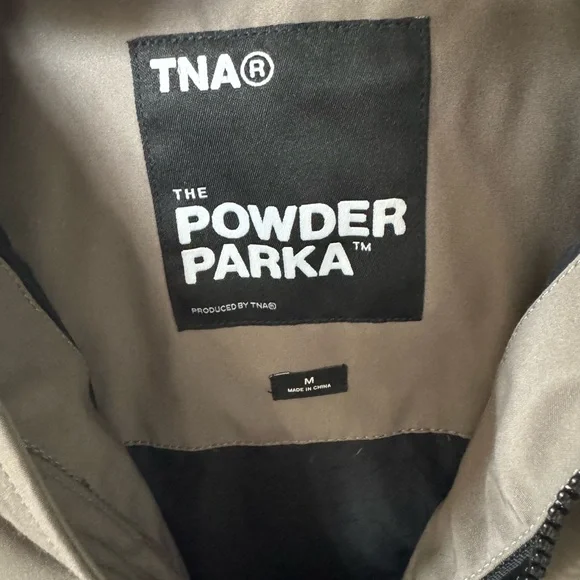 TNA®
THE
POWDER
PARKA™
PRODUCED BY TNA®
M
MADE IN CHINA